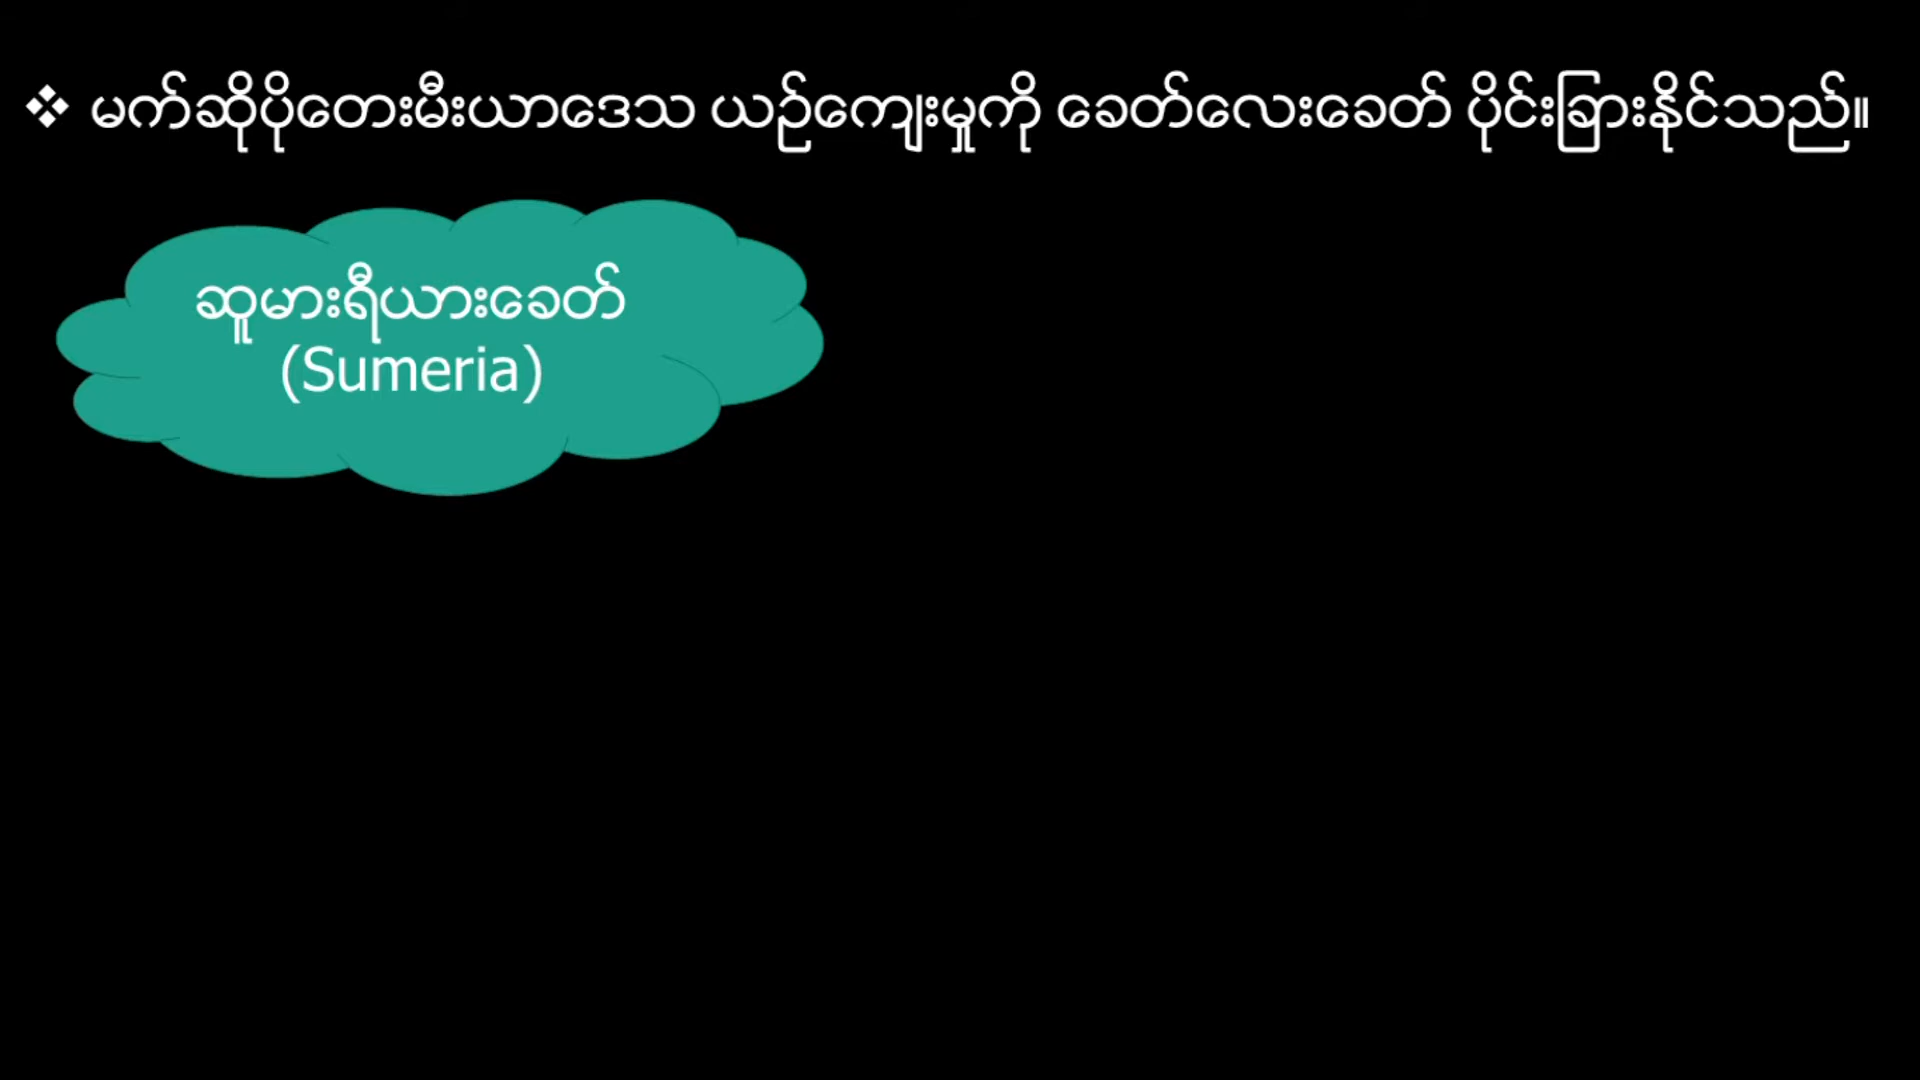 ❖ မက်ဆိုပိုတေးမီးယာဒေသ ယဉ်ကျေးမှုကို ခေတ်လေးခေတ် ပိုင်းခြားနိုင်သည်။
ဆူမားရီယားခေတ်
(Sumeria)